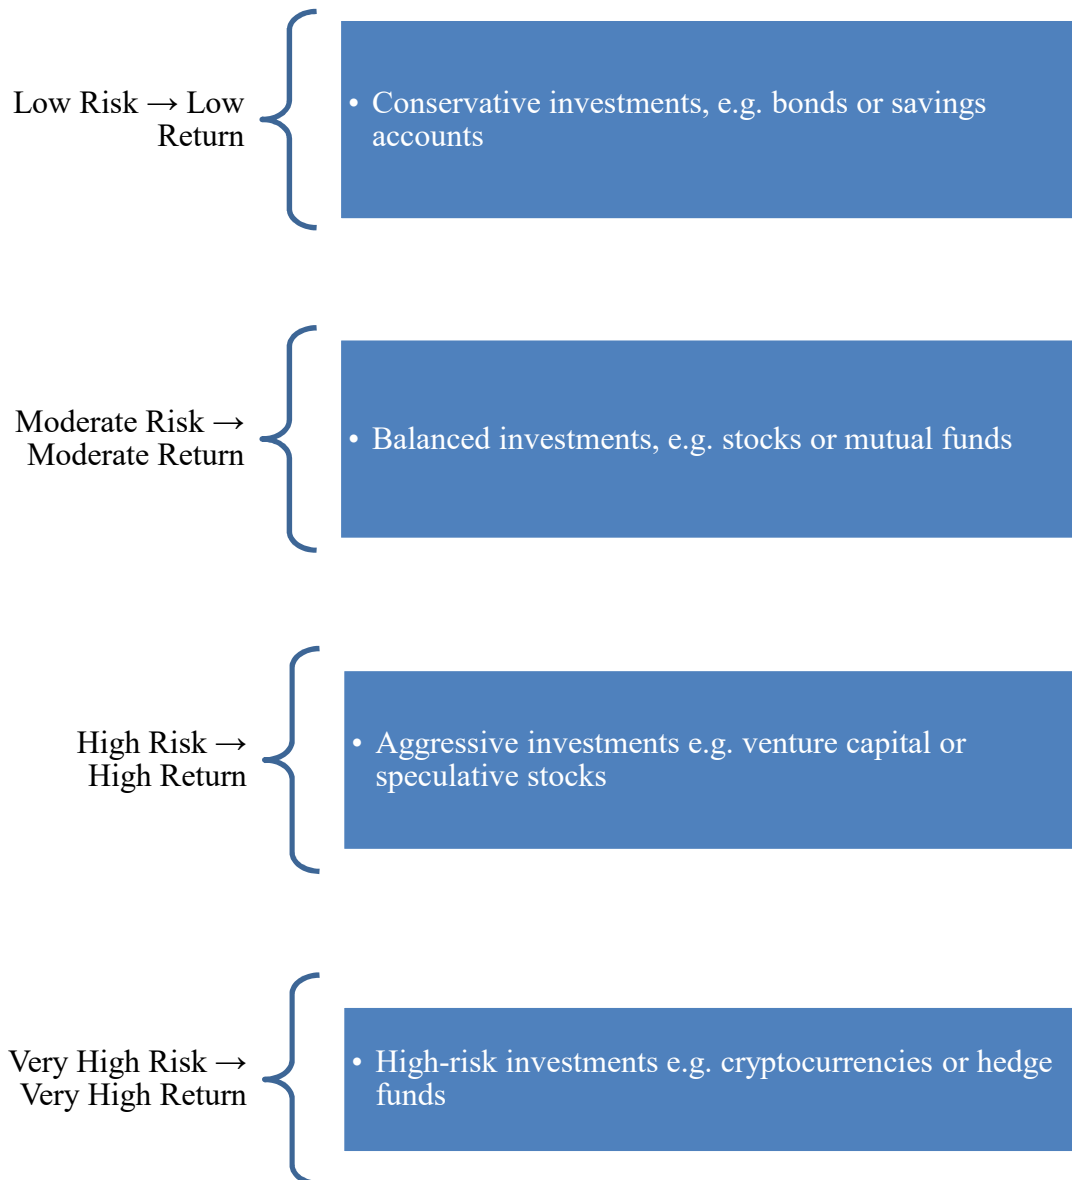 Low Risk → Low
Return
• Conservative investments, e.g. bonds or savings
accounts
Moderate Risk →
Moderate Return
• Balanced investments, e.g. stocks or mutual funds
High Risk →
High Return
• Aggressive investments e.g. venture capital or
speculative stocks
Very High Risk →
Very High Return
• High-risk investments e.g. cryptocurrencies or hedge
funds